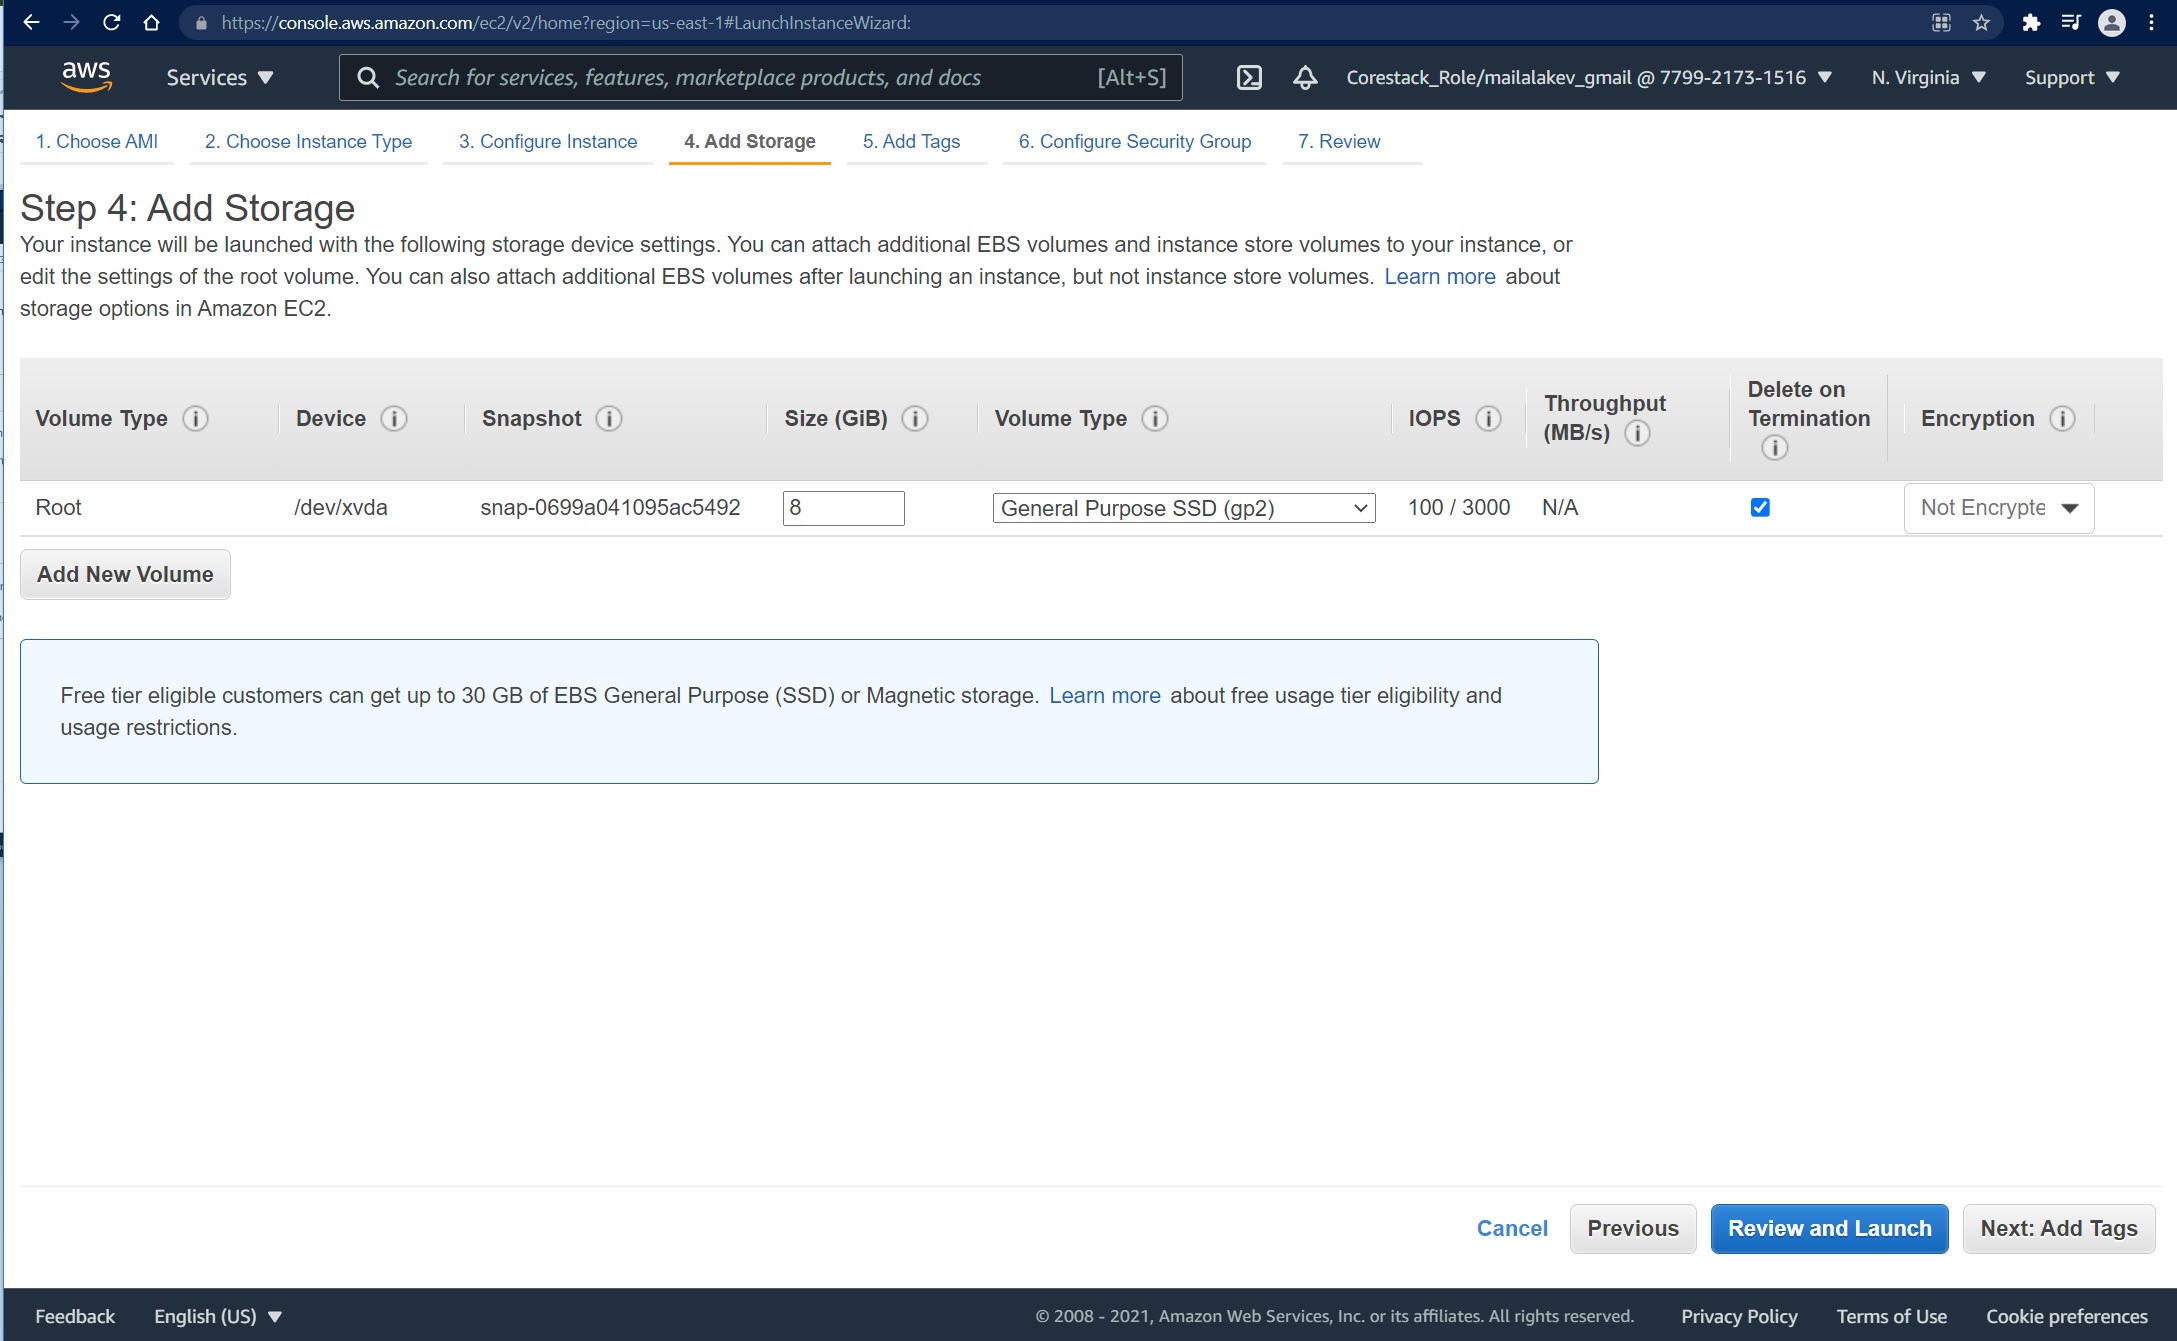 https://console.aws.amazon.com/ec2/v2/home?region=us-east-1#LaunchInstanceWizard:
aws Services Search for services, features, marketplace products, and docs [Alt+S] Corestack_Role/mailalakev_gmail @ 7799-2173-1516 N. Virginia Support
1. Choose AMI 2. Choose Instance Type 3. Configure Instance 4. Add Storage 5. Add Tags 6. Configure Security Group 7. Review
Step 4: Add Storage
Your instance will be launched with the following storage device settings. You can attach additional EBS volumes and instance store volumes to your instance, or
edit the settings of the root volume. You can also attach additional EBS volumes after launching an instance, but not instance store volumes. Learn more about
storage options in Amazon EC2.
Volume Type Device Snapshot Size (GiB) Volume Type IOPS Throughput (MB/s) Delete on Termination Encryption
Root /dev/xvda snap-0699a041095ac5492 8 General Purpose SSD (gp2) 100 / 3000 N/A Not Encrypte
Add New Volume
Free tier eligible customers can get up to 30 GB of EBS General Purpose (SSD) or Magnetic storage. Learn more about free usage tier eligibility and
usage restrictions.
Cancel Previous Review and Launch Next: Add Tags
Feedback English (US) © 2008 - 2021, Amazon Web Services, Inc. or its affiliates. All rights reserved. Privacy Policy Terms of Use Cookie preferences